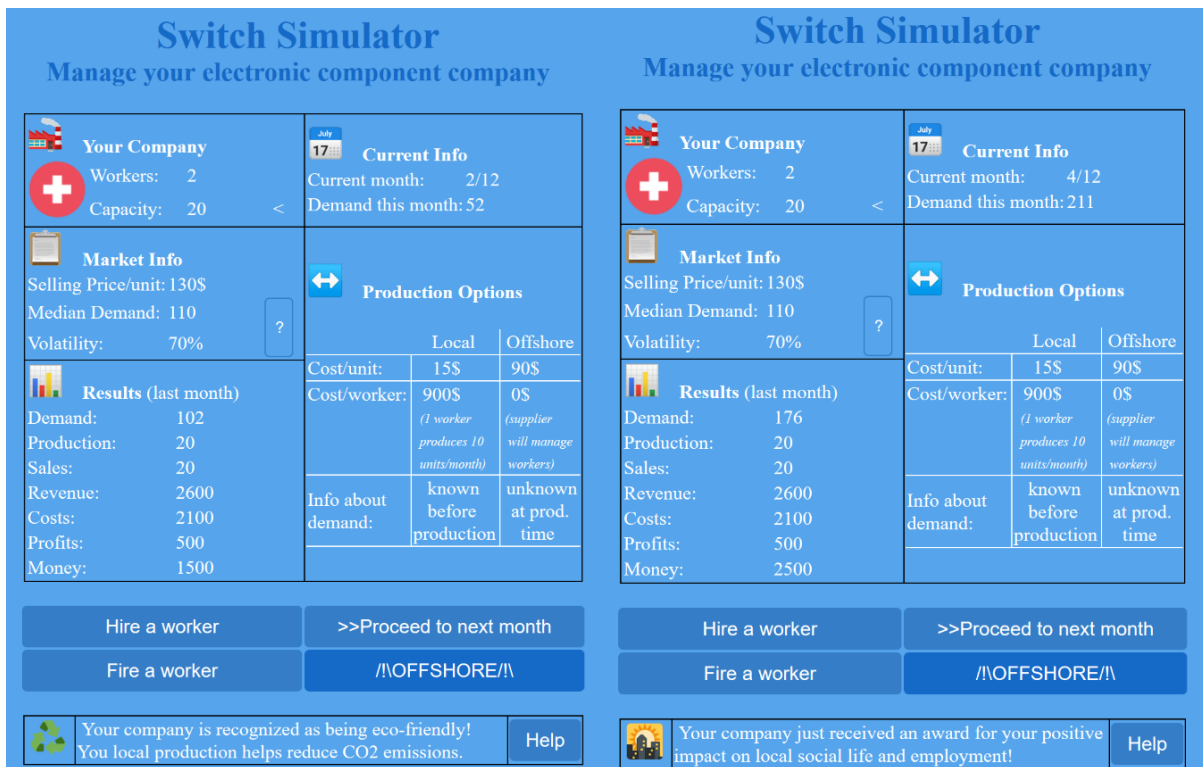 Switch Simulator
Manage your electronic component company
July
17
Your Company
Workers: 2
Capacity: 20 <
Current Info
Current month: 2/12
Demand this month: 52
Market Info
Selling Price/unit: 130$
Median Demand: 110
Volatility: 70%
?
Production Options
Local Offshore
Cost/unit: 15$ 90$
Cost/worker: 900$ 0$
(1 worker (supplier
produces 10 will manage
units/month) workers)
Info about known unknown
demand: before at prod.
production time
Results (last month)
Demand: 102
Production: 20
Sales: 20
Revenue: 2600
Costs: 2100
Profits: 500
Money: 1500
Hire a worker
>>Proceed to next month
Fire a worker
/!\OFFSHORE/!\
Your company is recognized as being eco-friendly!
You local production helps reduce CO2 emissions.
Help
Switch Simulator
Manage your electronic component company
July
17
Your Company
Workers: 2
Capacity: 20 <
Current Info
Current month: 4/12
Demand this month: 211
Market Info
Selling Price/unit: 130$
Median Demand: 110
Volatility: 70%
?
Production Options
Local Offshore
Cost/unit: 15$ 90$
Cost/worker: 900$ 0$
(1 worker (supplier
produces 10 will manage
units/month) workers)
Info about known unknown
demand: before at prod.
production time
Results (last month)
Demand: 176
Production: 20
Sales: 20
Revenue: 2600
Costs: 2100
Profits: 500
Money: 2500
Hire a worker
>>Proceed to next month
Fire a worker
/!\OFFSHORE/!\
Your company just received an award for your positive
impact on local social life and employment!
Help